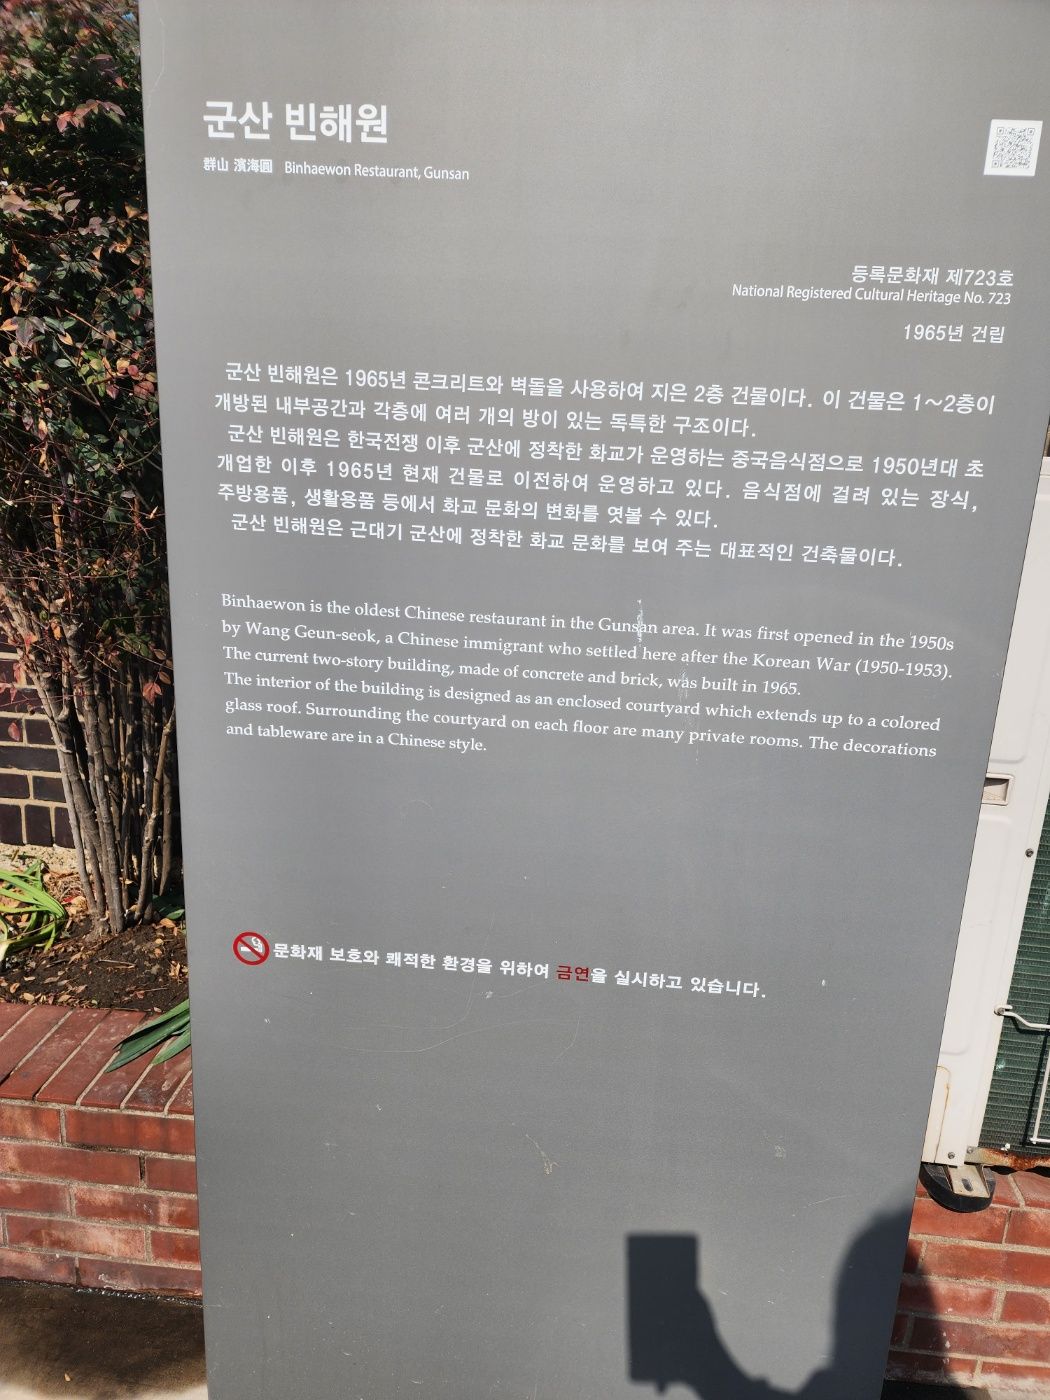 군산 빈해원
群山 濱海圓 Binhaewon Restaurant, Gunsan
등록문화재 제723호
National Registered Cultural Heritage No. 723
1965년 건립
군산 빈해원은 1965년 콘크리트와 벽돌을 사용하여 지은 2층 건물이다. 이 건물은 1～2층이
개방된 내부공간과 각층에 여러 개의 방이 있는 독특한 구조이다.
군산 빈해원은 한국전쟁 이후 군산에 정착한 화교가 운영하는 중국음식점으로 1950년대 초
개업한 이후 1965년 현재 건물로 이전하여 운영하고 있다. 음식점에 걸려 있는 장식,
주방용품, 생활용품 등에서 화교 문화의 변화를 엿볼 수 있다.
군산 빈해원은 근대기 군산에 정착한 화교 문화를 보여 주는 대표적인 건축물이다.
Binhaewon is the oldest Chinese restaurant in the Gunsan area. It was first opened in the 1950s
by Wang Geun-seok, a Chinese immigrant who settled here after the Korean War (1950-1953).
The current two-story building, made of concrete and brick, was built in 1965.
The interior of the building is designed as an enclosed courtyard which extends up to a colored
glass roof. Surrounding the courtyard on each floor are many private rooms. The decorations
and tableware are in a Chinese style.
문화재 보호와 쾌적한 환경을 위하여 금연을 실시하고 있습니다.